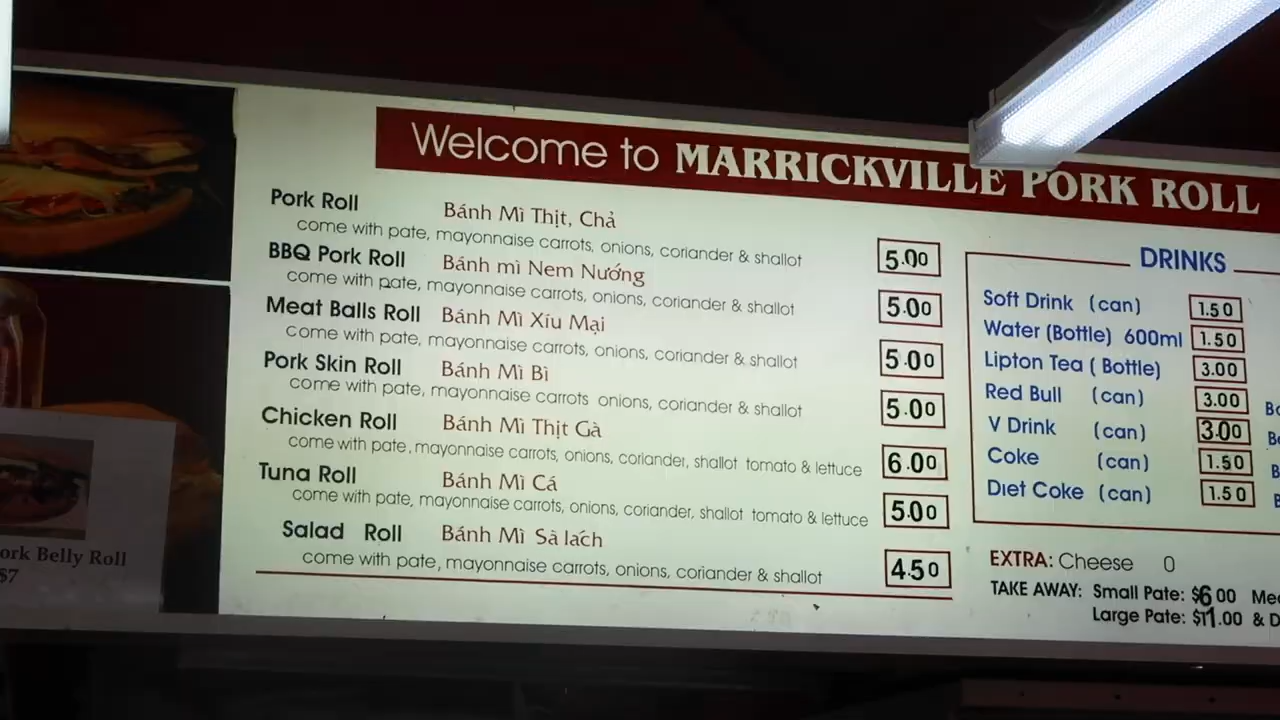 Welcome to MARRICKVILLE PORK ROLL
Pork Roll Bánh Mì Thịt, Chả
come with pate, mayonnaise carrots, onions, coriander & shallot 5.00
BBQ Pork Roll Bánh mì Nem Nướng
come with pate, mayonnaise carrots, onions, coriander & shallot 5.00
Meat Balls Roll Bánh Mì Xíu Mại
come with pate, mayonnaise carrots, onions, coriander & shallot 5.00
Pork Skin Roll Bánh Mì Bì
come with pate, mayonnaise carrots onions, coriander & shallot 5.00
Chicken Roll Bánh Mì Thịt Gà
come with pate, mayonnaise carrots, onions, coriander, shallot tomato & lettuce 6.00
Tuna Roll Bánh Mì Cá
come with pate, mayonnaise carrots, onions, coriander, shallot tomato & lettuce 5.00
Salad Roll Bánh Mì Sà lách
come with pate, mayonnaise carrots, onions, coriander & shallot 4.50
DRINKS
Soft Drink (can) 1.50
Water (Bottle) 600ml 1.50
Lipton Tea ( Bottle) 3.00
Red Bull (can) 3.00
V Drink (can) 3.00
Coke (can) 1.50
Diet Coke (can) 1.50
EXTRA: Cheese 0
TAKE AWAY: Small Pate: $6.00
Large Pate: $11.00 &
Belly Roll
$7